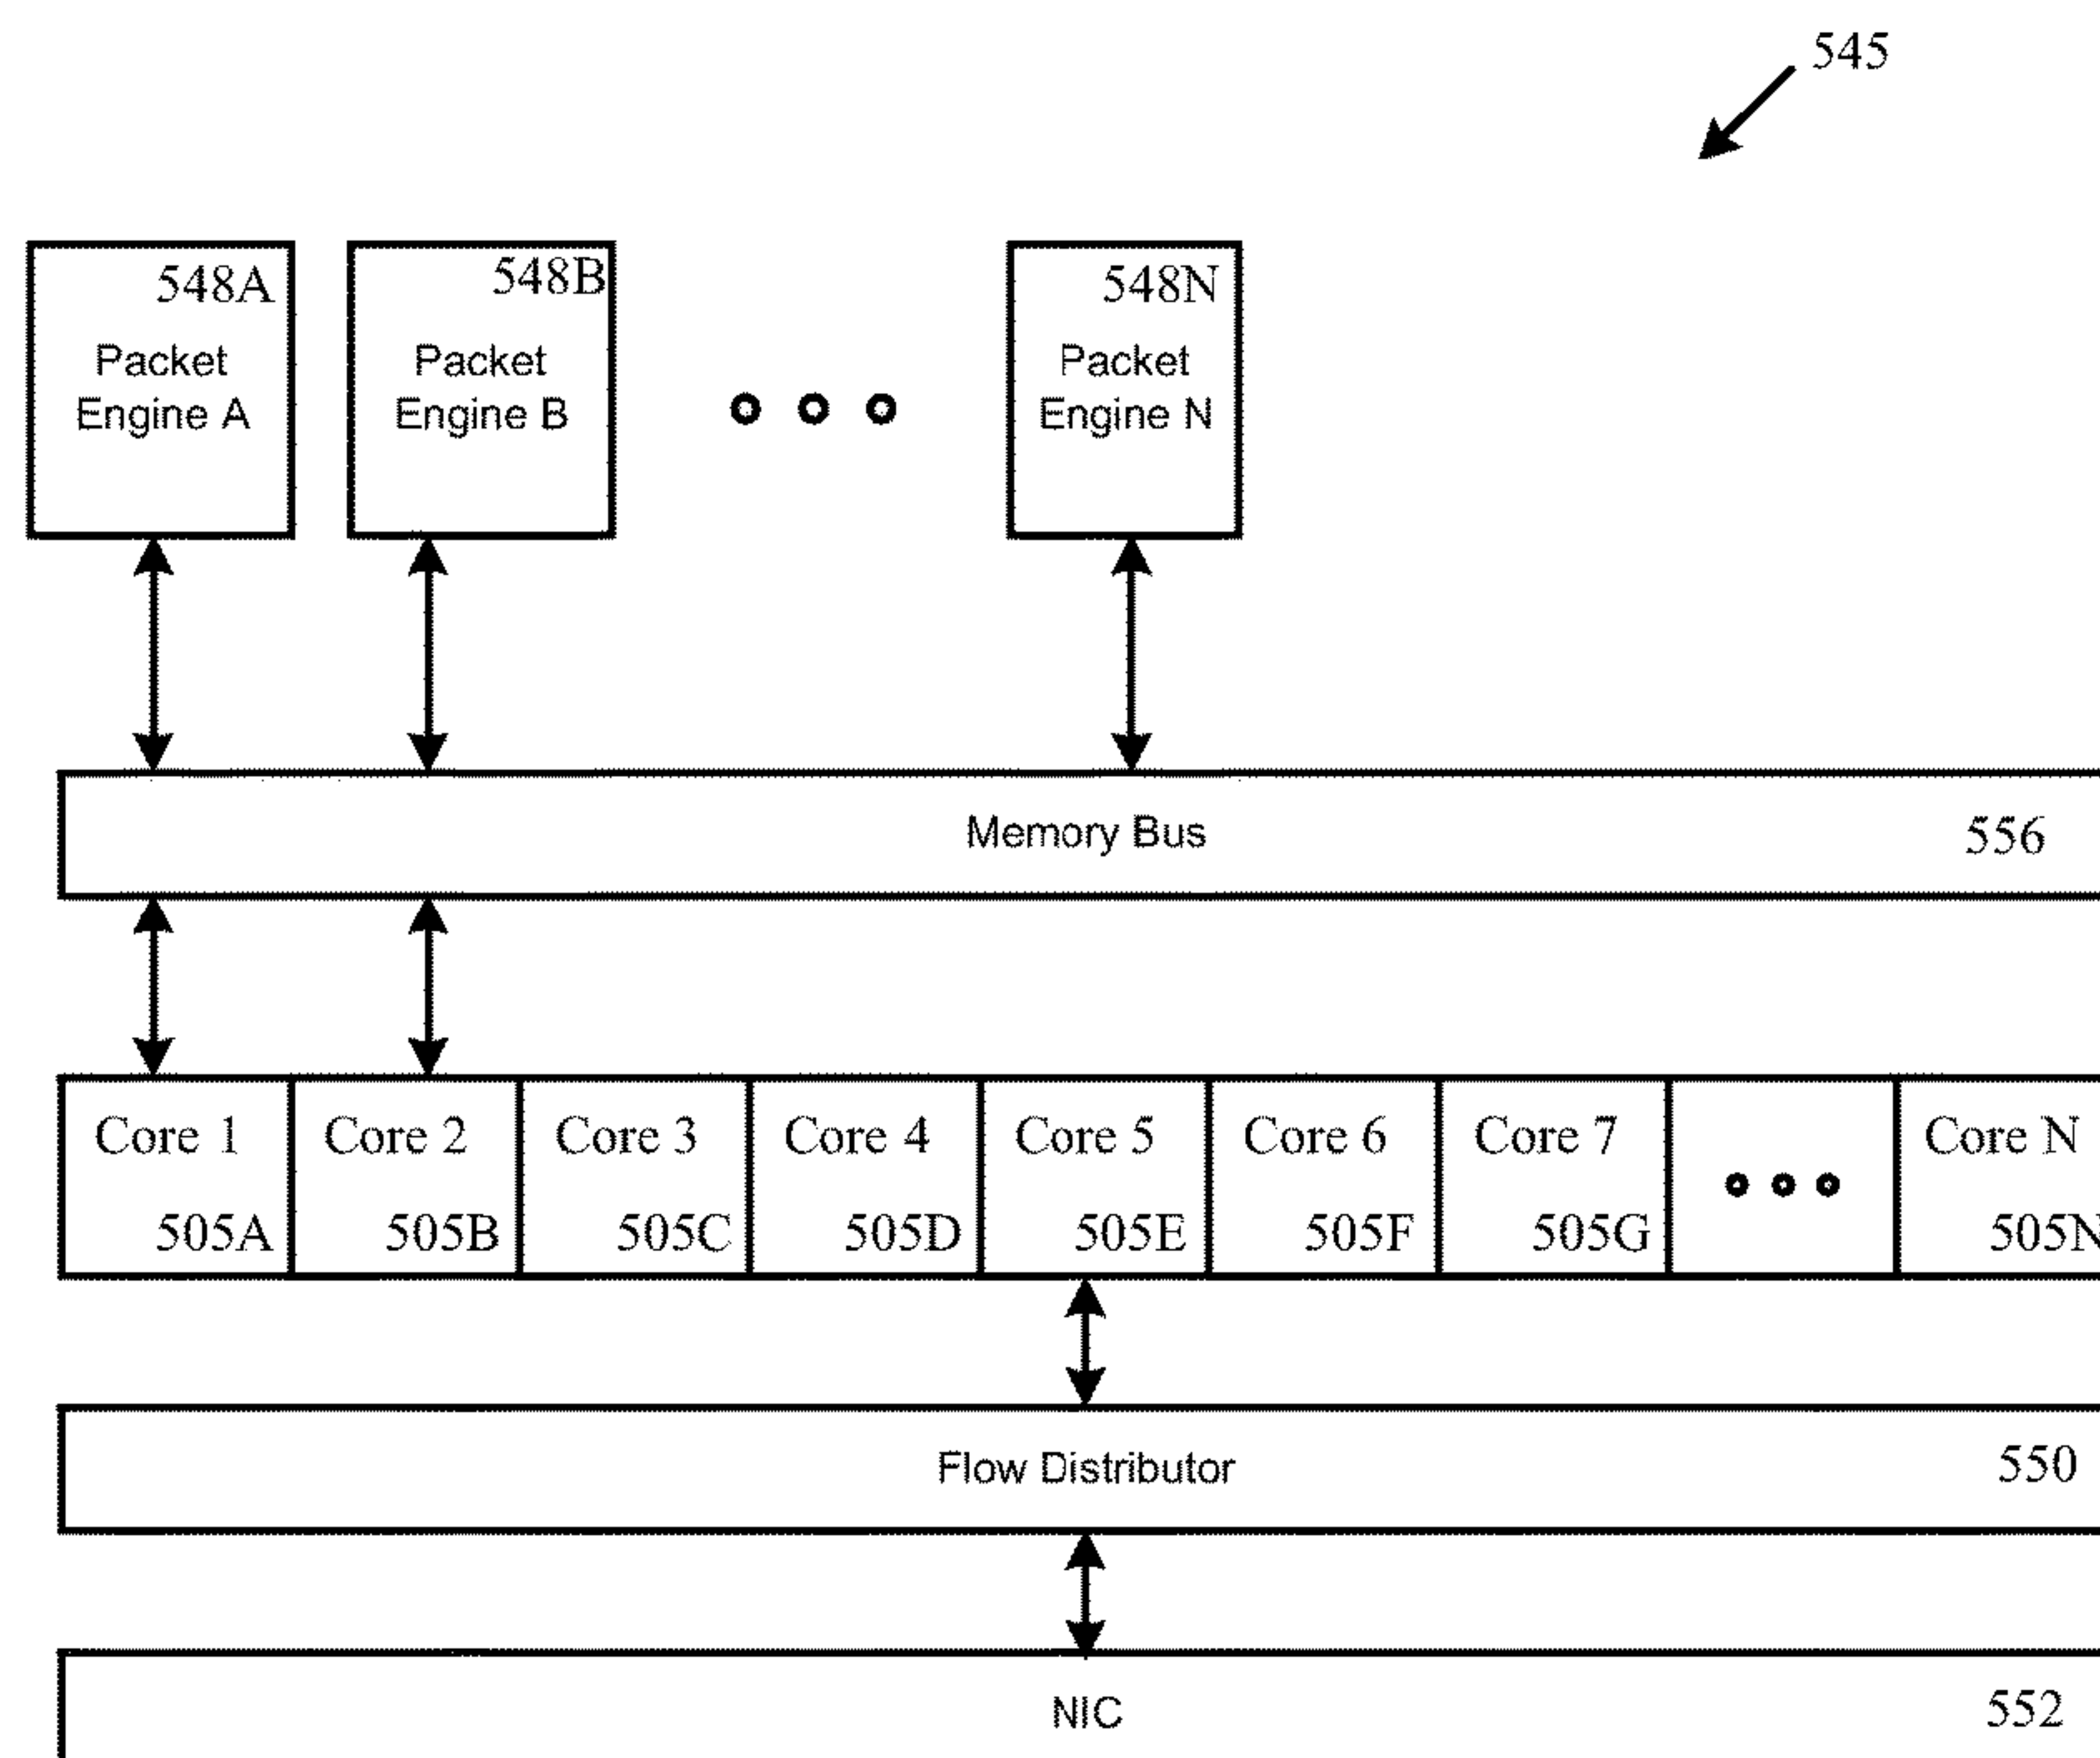 545
548A
Packet
Engine A
548B
Packet
Engine B
548N
Packet
Engine N
Memory Bus 556
Core 1 Core 2 Core 3 Core 4 Core 5 Core 6 Core 7 Core N
505A 505B 505C 505D 505E 505F 505G 505N
Flow Distributor 550
NIC 552